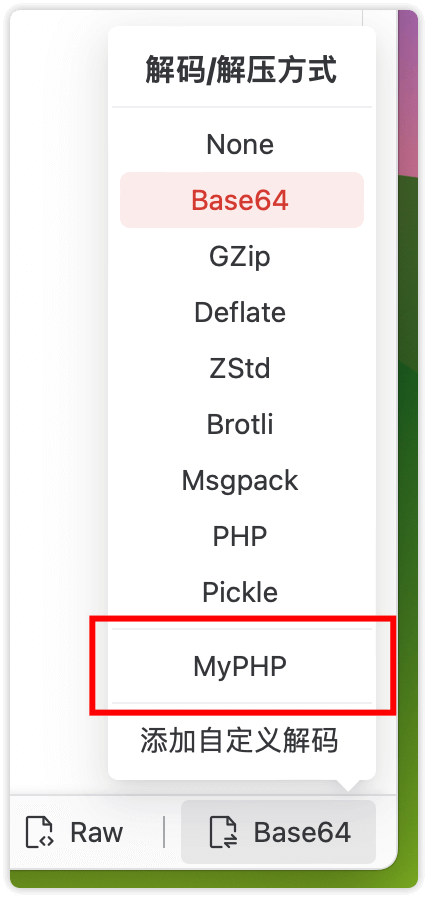 解码/解压方式
None
Base64
GZip
Deflate
ZStd
Brotli
Msgpack
PHP
Pickle
MyPHP
添加自定义解码
Raw Base64